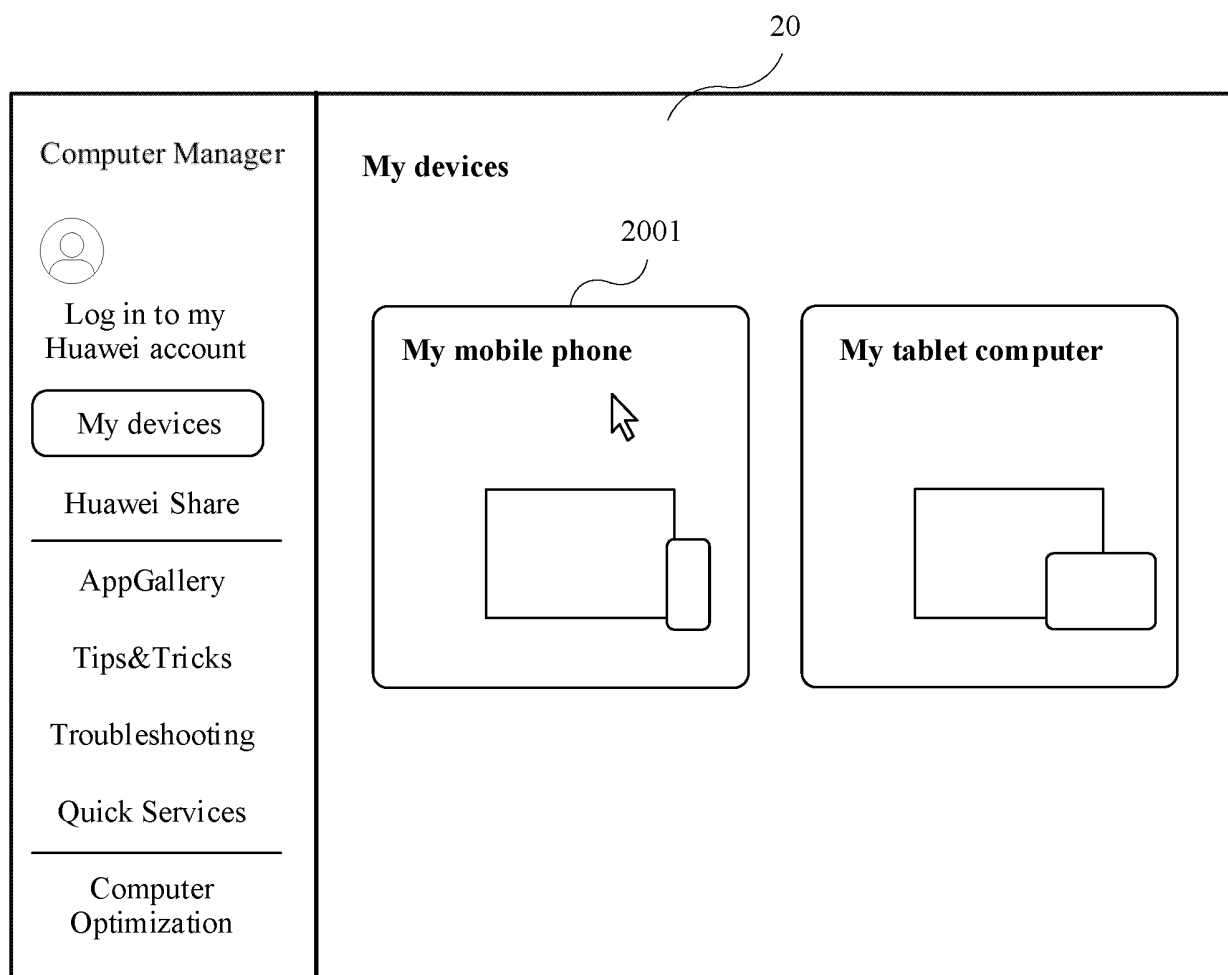 20
Computer Manager
My devices
2001
Log in to my
Huawei account
My mobile phone
My tablet computer
My devices
Huawei Share
AppGallery
Tips&Tricks
Troubleshooting
Quick Services
Computer
Optimization